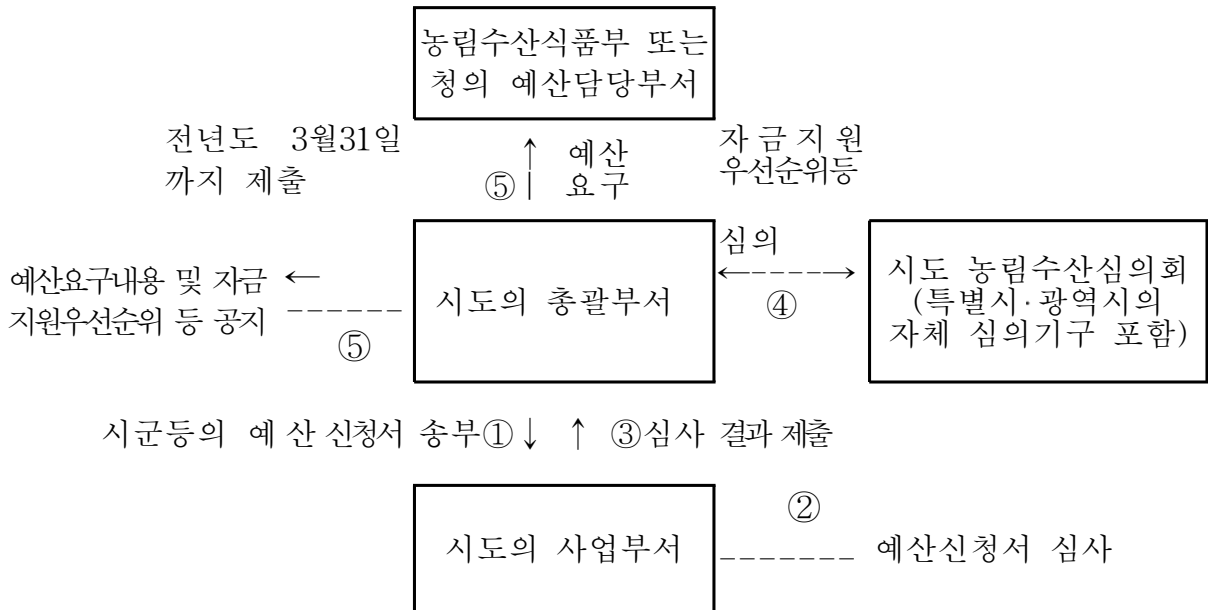 농림수산식품부 또는
청의 예산담당부서
전년도 3월31일
까지 제출
↑ 예산
⑤| 요구
자금지원
우선순위등
예산요구내용 및 자금 ←
지원우선순위 등 공지 ------
⑤
시도의 총괄부서
심의
←----→
④
시도 농림수산심의회
(특별시·광역시의
자체 심의기구 포함)
시군등의 예산신청서 송부①↓ ↑ ③심사 결과 제출
시도의 사업부서
②
------- 예산신청서 심사